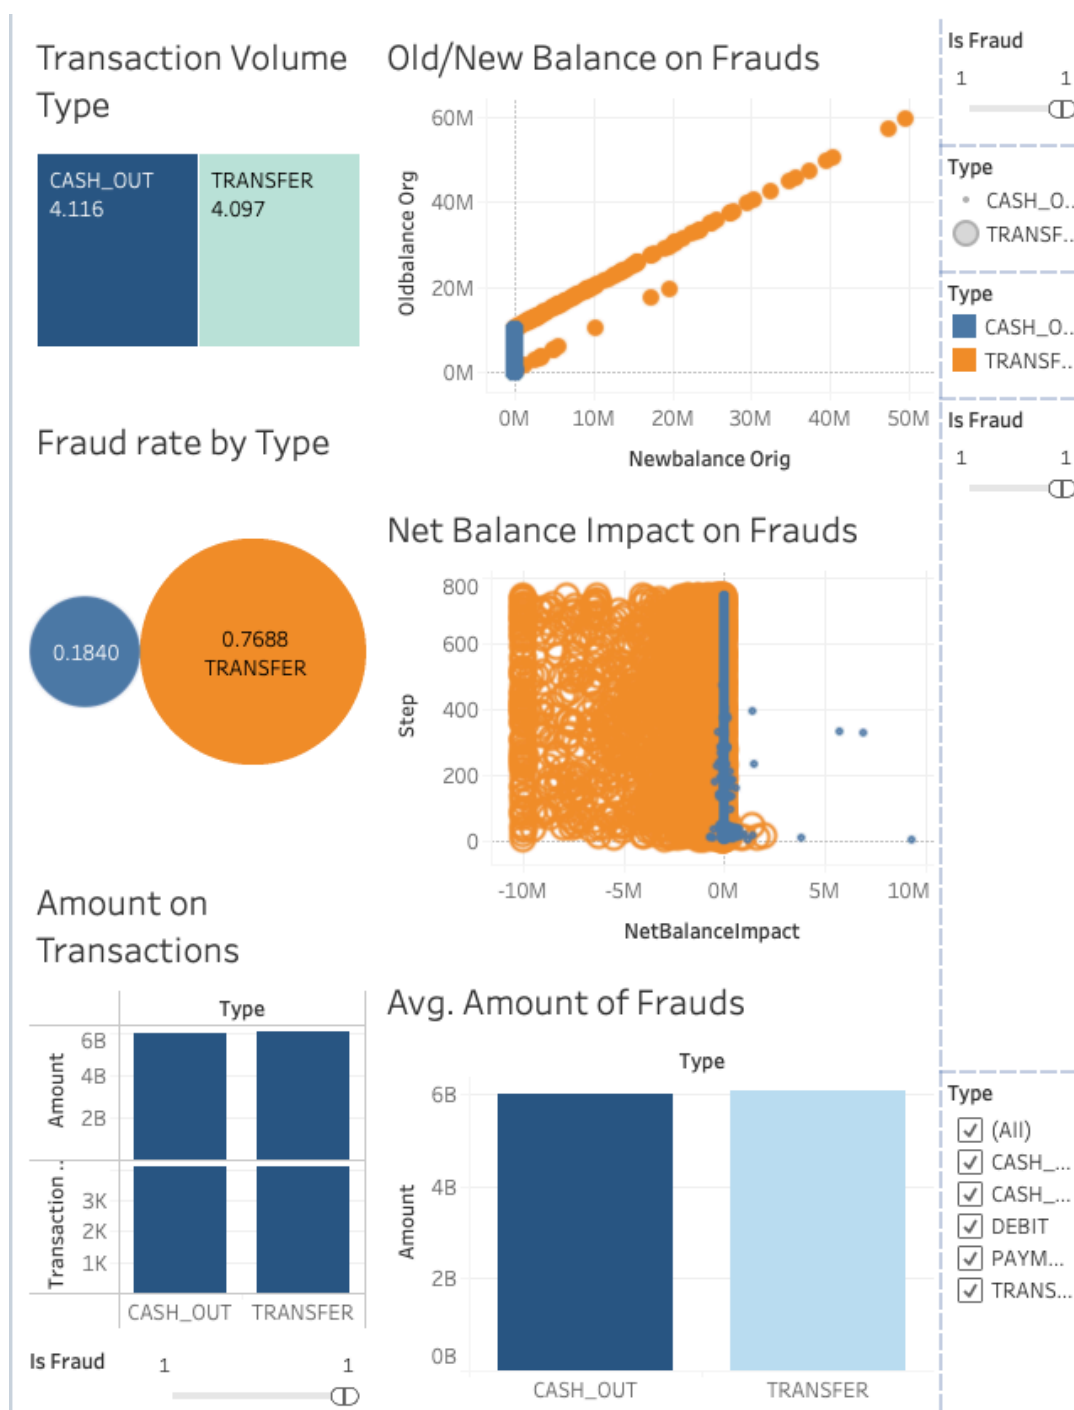 Transaction Volume
Type
CASH_OUT
4.116
TRANSFER
4.097
Old/New Balance on Frauds
60M
40M
20M
0M
Oldbalance Org
0M 10M 20M 30M 40M 50M
Newbalance Orig
Fraud rate by Type
0.1840
0.7688
TRANSFER
Net Balance Impact on Frauds
800
600
400
200
0
Step
-10M -5M 0M 5M 10M
NetBalanceImpact
Amount on
Transactions
Type
6B
4B
2B
Amount
3K
2K
1K
Transaction ..
CASH_OUT TRANSFER
Is Fraud
1 1
Avg. Amount of Frauds
Type
6B
4B
2B
0B
Amount
CASH_OUT TRANSFER
Is Fraud
1 1
Type
CASH_O..
TRANSF..
Type
CASH_O..
TRANSF..
Is Fraud
1 1
Type
(All)
CASH_...
CASH_...
DEBIT
PAYM...
TRANS...